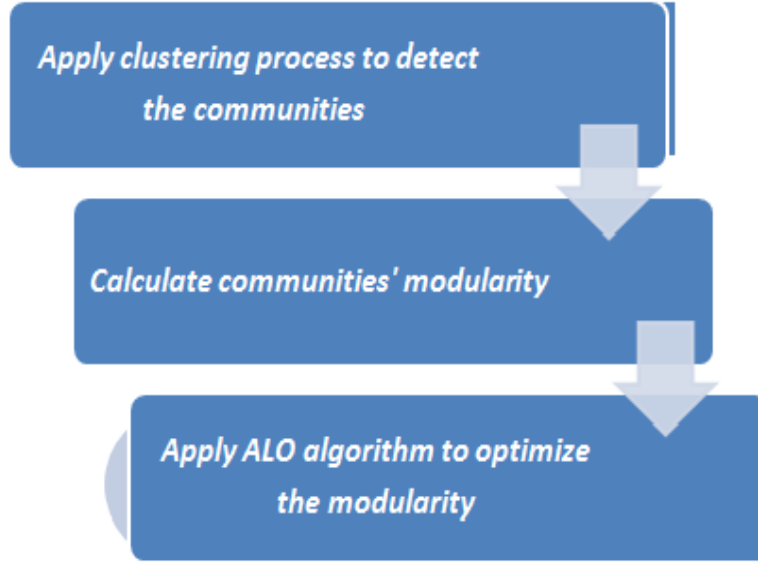 Apply clustering process to detect
the communities
Calculate communities' modularity
Apply ALO algorithm to optimize
the modularity